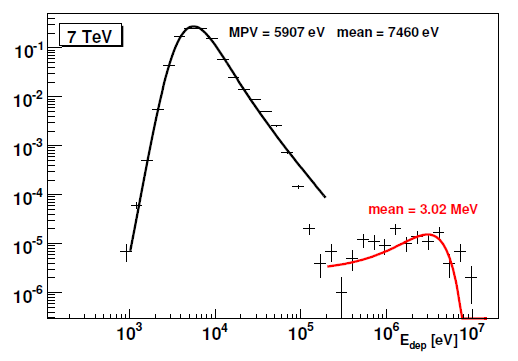 7 TeV
MPV = 5907 eV mean = 7460 eV
10^-1
10^-2
10^-3
10^-4
mean = 3.02 MeV
10^-5
10^-6
10^3 10^4 10^5 10^6 10^7
E_dep [eV]